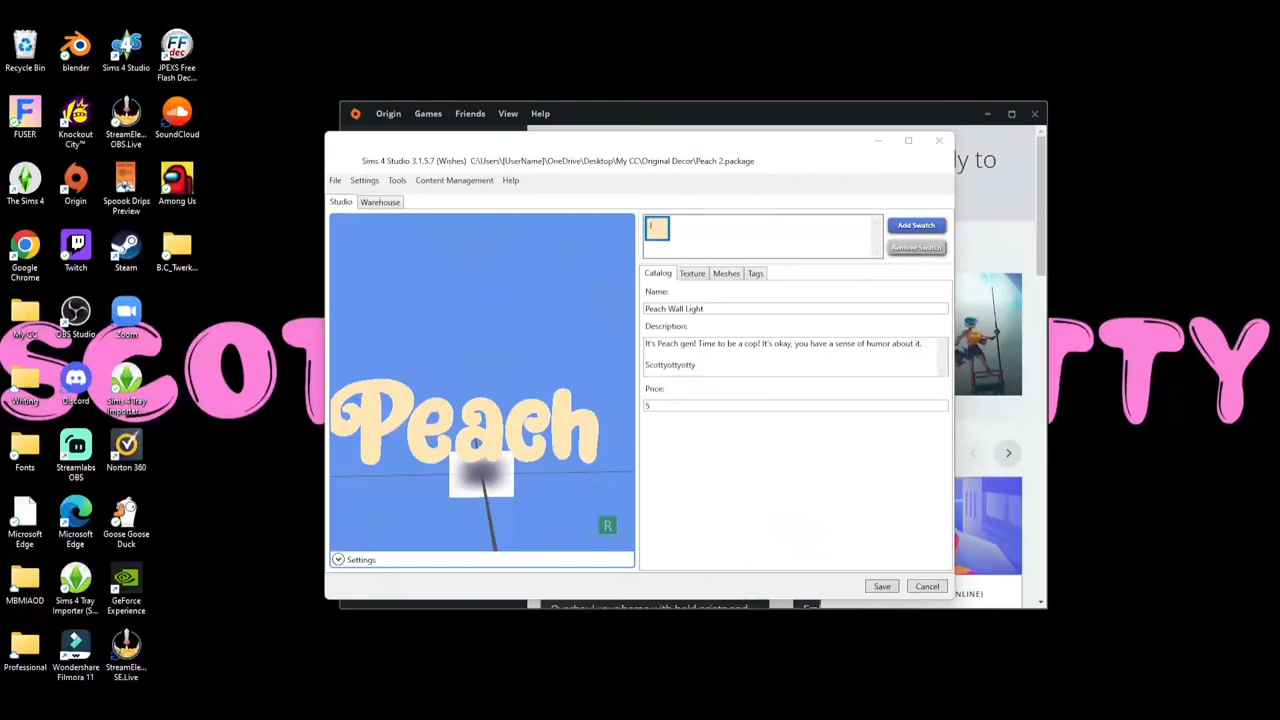 Recycle Bin
blender
Sims 4 Studio
JPEXS Free
Flash Dec...
FUSER
Knockout
City™
StreamEle...
OBS.Live
SoundCloud
The Sims 4
Origin
Spoook Drips
Preview
Among Us
Google
Chrome
Twitch
Steam
B.C_Twerk...
My CC
OBS Studio
Zoom
Writing
Discord
Sims 4 Tray
Importer...
Fonts
Streamlabs
OBS
Norton 360
Microsoft
Edge
Microsoft
Edge
Goose Goose
Duck
MBMIAOD
Sims 4 Tray
Importer (S...
GeForce
Experience
Professional
Wondershare
Filmora 11
StreamEle...
SE.Live
SCOT
TTY
Origin
Games
Friends
View
Help
ly to
Sims 4 Studio 3.1.5.7 (Wishes) C:\Users\[UserName]\OneDrive\Desktop\My CC\Original Decor\Peach 2.package
File
Settings
Tools
Content Management
Help
Studio
Warehouse
Peach
R
Settings
Add Swatch
Remove Swatch
Catalog
Texture
Meshes
Tags
Name:
Peach Wall Light
Description:
It's Peach gen! Time to be a cop! It's okay, you have a sense of humor about it.
Scottyottyotty
Price:
5
Save
Cancel
NLINE)